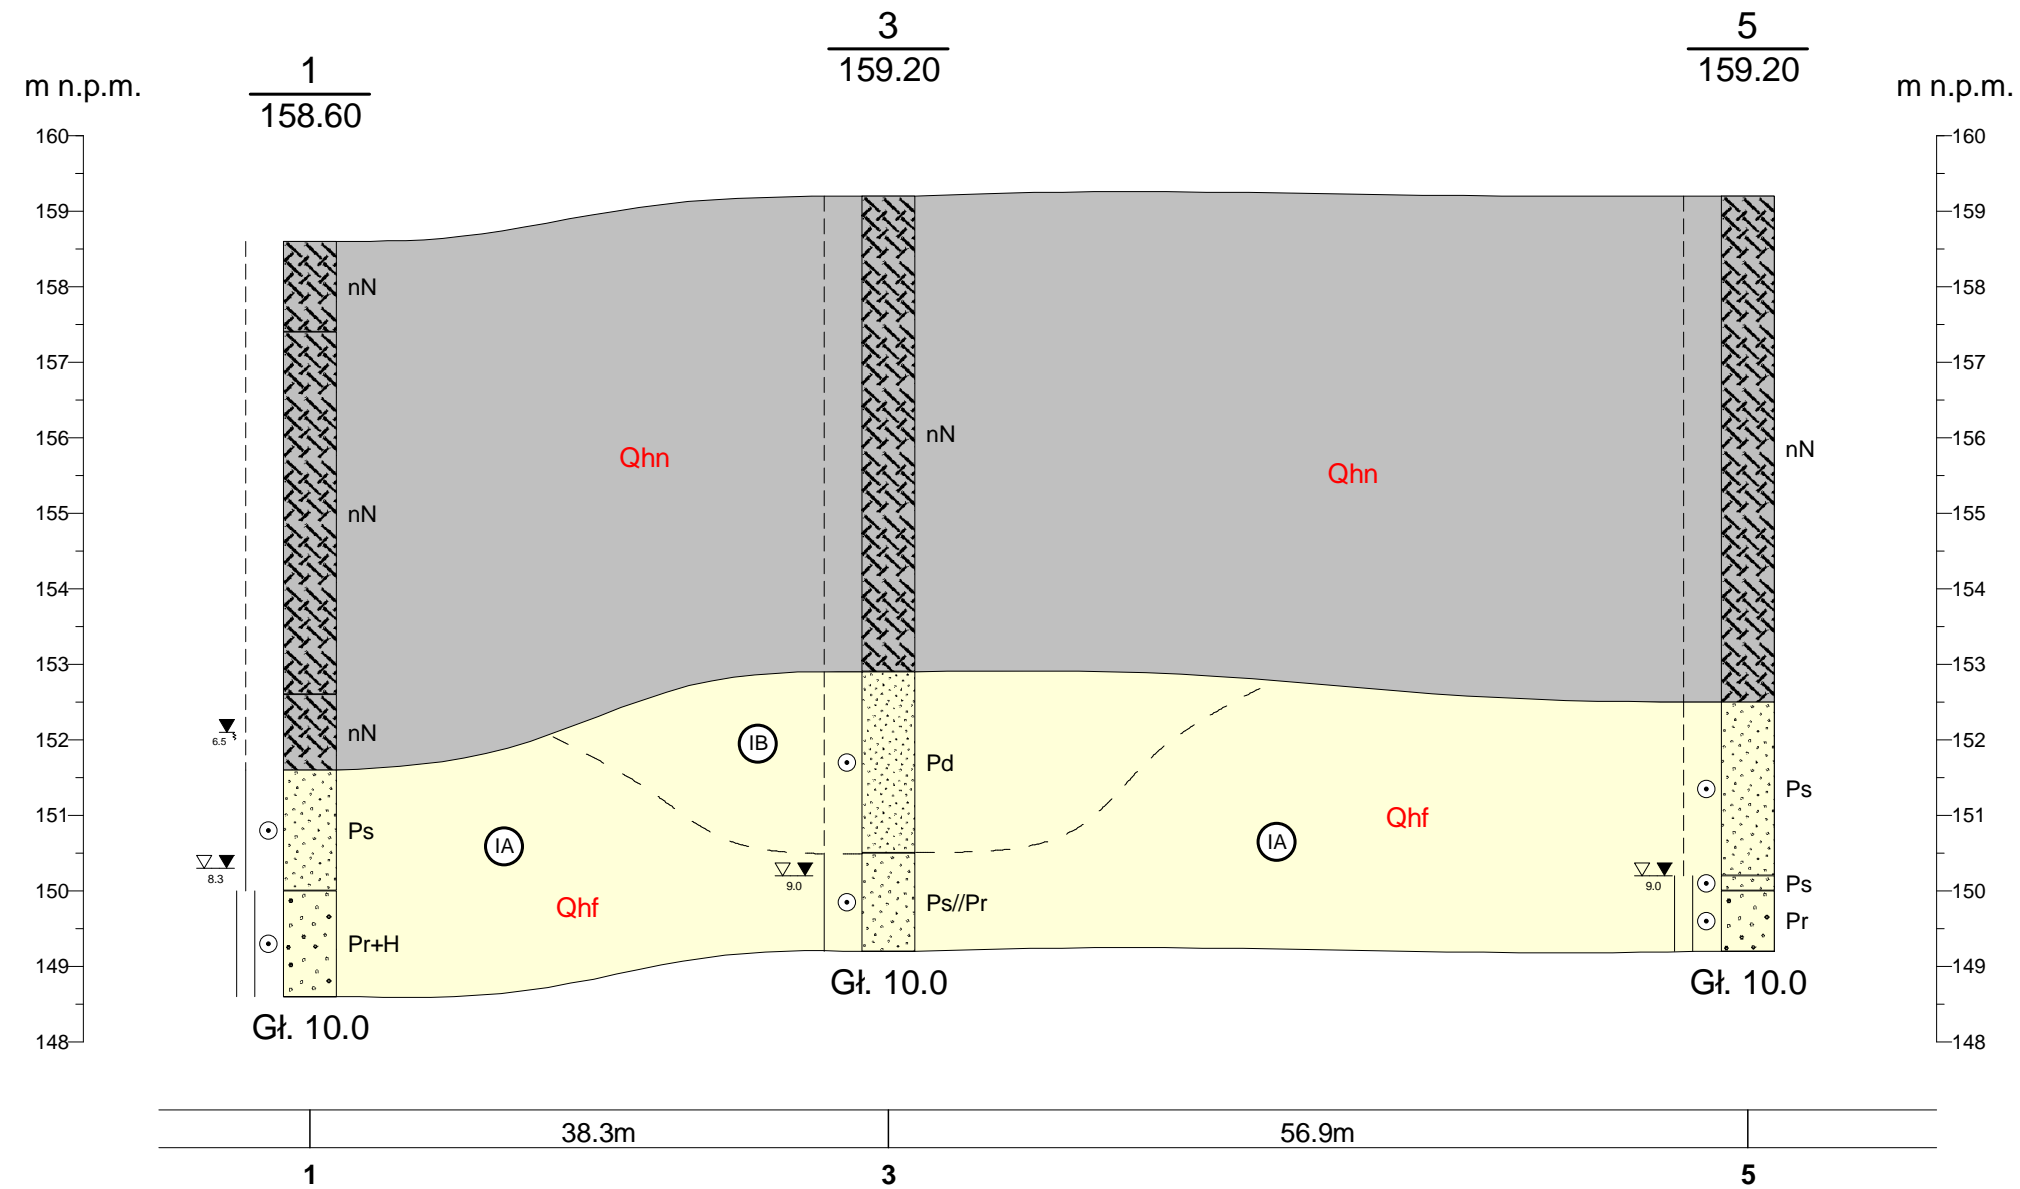 3
5
159.20
159.20
1
m n.p.m.
m n.p.m.
158.60
160
160
159
159
158
nN
158
157
157
156
nN
156
nN
Qhn
Qhn
155
nN
155
154
154
153
153
6.5
152
nN
IB
152
Pd
Ps
151
Ps
IA
IA
Qhf
151
8.3
9.0
9.0
150
Ps
150
Qhf
Ps//Pr
Pr
Pr+H
149
149
Gł. 10.0
Gł. 10.0
Gł. 10.0
148
148
38.3m
56.9m
1
3
5